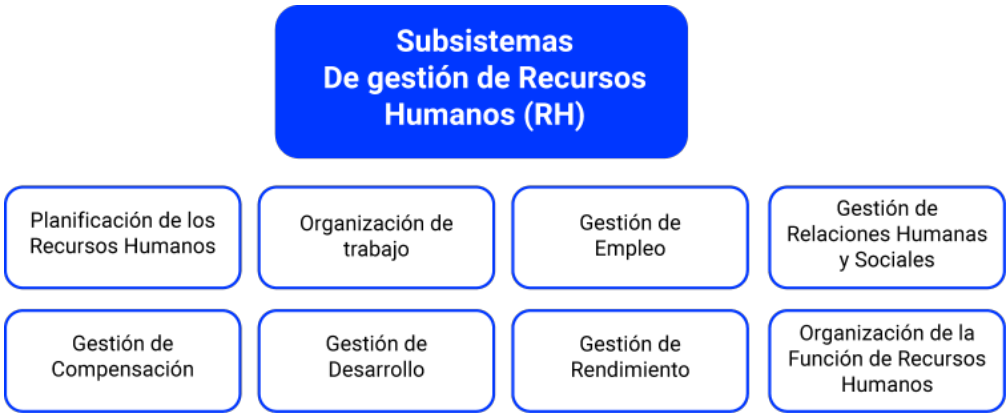 Subsistemas
De gestión de Recursos
Humanos (RH)
Planificación de los
Recursos Humanos
Organización de
trabajo
Gestión de
Empleo
Gestión de
Relaciones Humanas
y Sociales
Gestión de
Compensación
Gestión de
Desarrollo
Gestión de
Rendimiento
Organización de la
Función de Recursos
Humanos